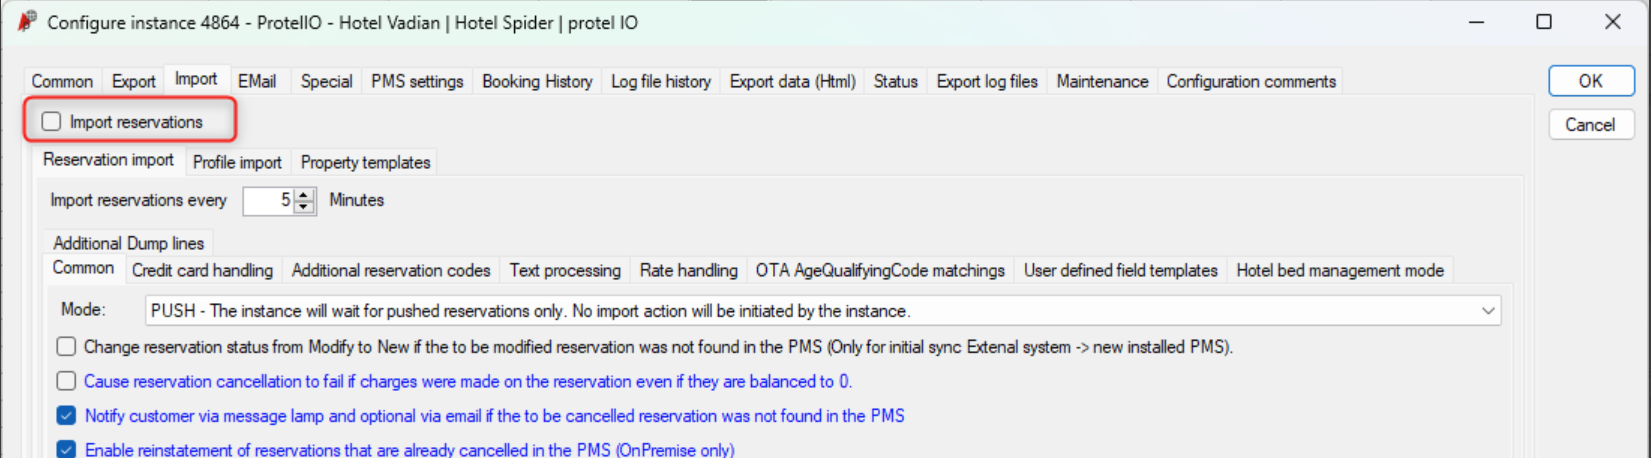 Configure instance 4864 - ProtelIO - Hotel Vadian | Hotel Spider | protel IO
Common Export Import EMail Special PMS settings Booking History Log file history Export data (Html) Status Export log files Maintenance Configuration comments
OK
Import reservations
Cancel
Reservation import Profile import Property templates
Import reservations every 5 Minutes
Additional Dump lines
Common Credit card handling Additional reservation codes Text processing Rate handling OTA AgeQualifyingCode matchings User defined field templates Hotel bed management mode
Mode: PUSH - The instance will wait for pushed reservations only. No import action will be initiated by the instance.
Change reservation status from Modify to New if the to be modified reservation was not found in the PMS (Only for initial sync Extenal system -> new installed PMS).
Cause reservation cancellation to fail if charges were made on the reservation even if they are balanced to 0.
Notify customer via message lamp and optional via email if the to be cancelled reservation was not found in the PMS
Enable reinstatement of reservations that are already cancelled in the PMS (OnPremise only)